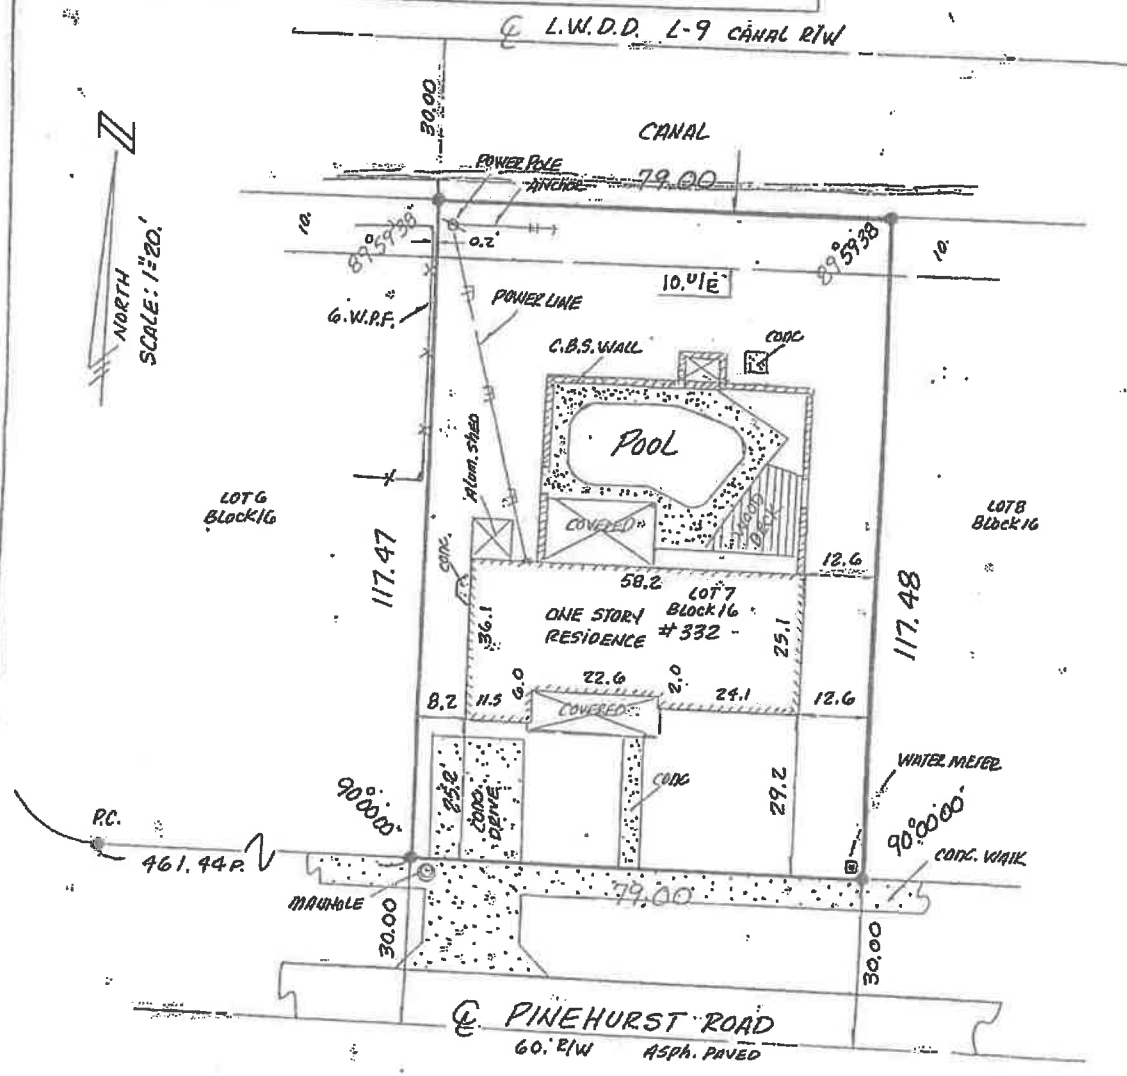 ℄ L.W.D.D. L-9 CANAL R/W
30.00
CANAL
POWER POLE
79.00
ANCHOR
10.
89°59'38
0.2'
89°59'38
10.
10.' U/E
NORTH
SCALE: 1"=20.'
POWER LINE
G.W.P.F.
C.B.S. WALL
CONC
Alum. SHED
POOL
LOT 6
BLOCK 16
LOT 8
BLOCK 16
COVERED
WOOD
DECK
CONC.
12.6
58.2
117.47
117.48
LOT 7
BLOCK 16
ONE STORY
RESIDENCE #332
36.1
25.1
22.6
6.0
2.0
8.2
11.5
24.1
12.6
COVERED
25.2'
CONC.
DRIVE
CONC
29.2
WATER METER
90°00'00"
90°00'00"
P.C.
461.44 P.
CONC. WALK
79.00
MANHOLE
30.00
30.00
℄ PINEHURST ROAD
60.' R/W ASPH. PAVED